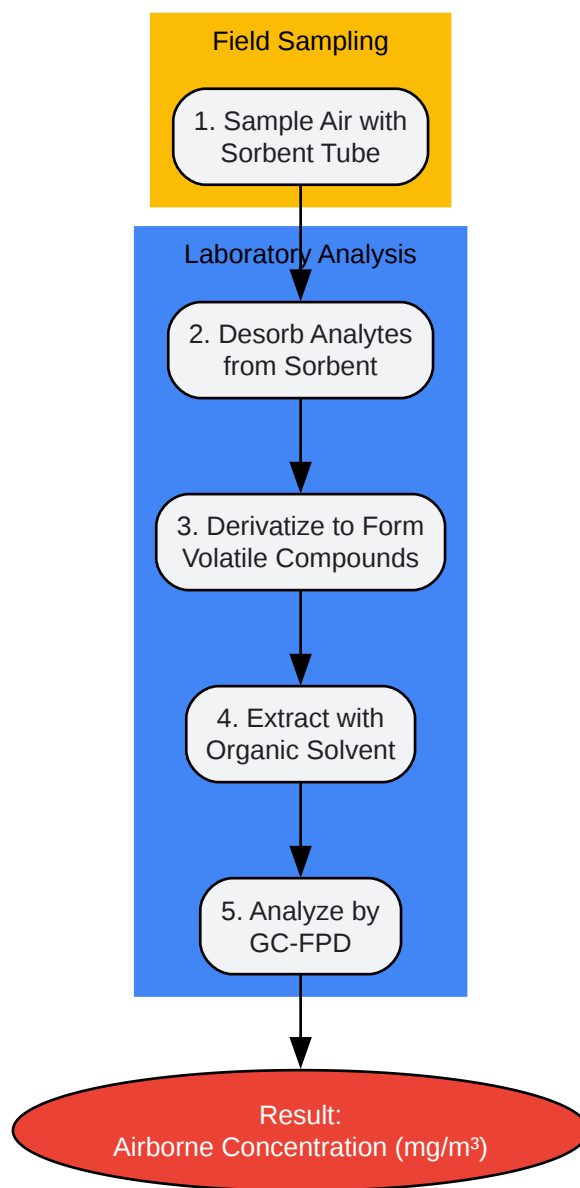 Field Sampling
1. Sample Air with
Sorbent Tube
Laboratory Analysis
2. Desorb Analytes
from Sorbent
3. Derivatize to Form
Volatile Compounds
4. Extract with
Organic Solvent
5. Analyze by
GC-FPD
Result:
Airborne Concentration (mg/m³)